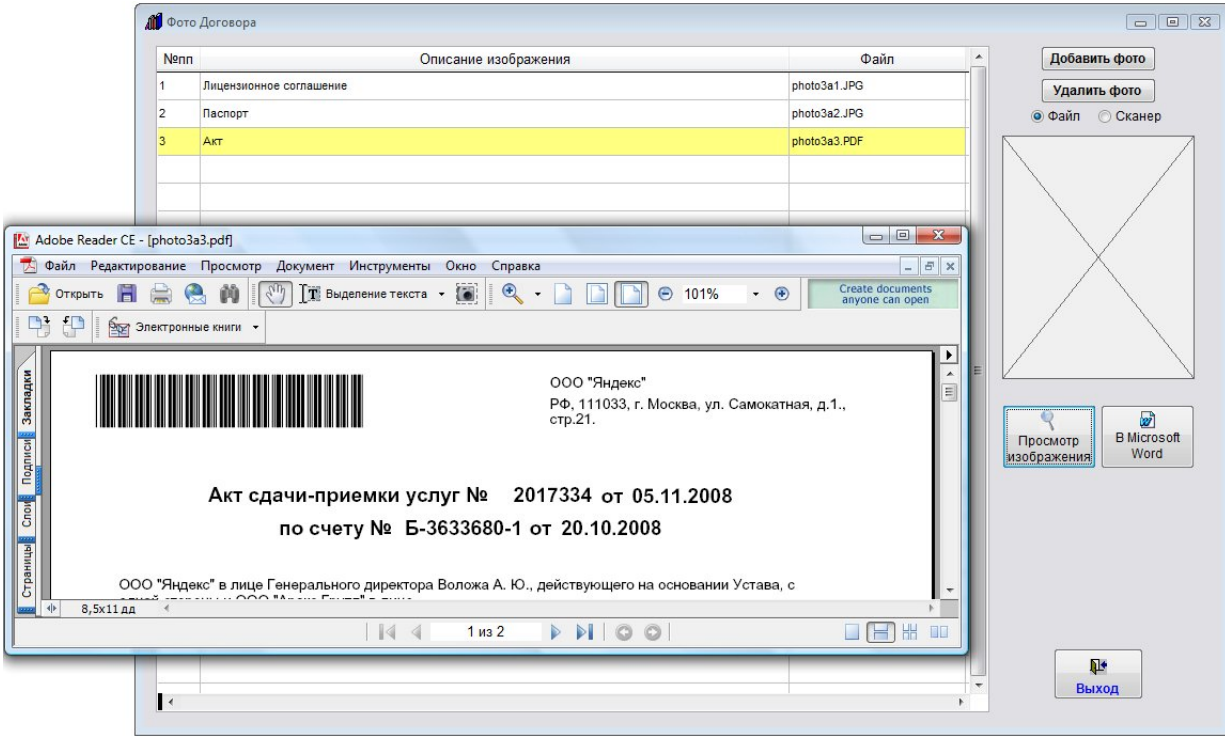 Фото Договора
№пп Описание изображения Файл
1 Лицензионное соглашение photo3a1.JPG
2 Паспорт photo3a2.JPG
3 Акт photo3a3.PDF
Добавить фото
Удалить фото
Файл Сканер
Просмотр изображения
В Microsoft Word
Выход
Adobe Reader CE - [photo3a3.pdf]
Файл Редактирование Просмотр Документ Инструменты Окно Справка
Открыть Выделение текста 101% Create documents anyone can open
Электронные книги
Закладки
Подписи
Слои
Страницы
ООО "Яндекс"
РФ, 111033, г. Москва, ул. Самокатная, д.1.,
стр.21.
Акт сдачи-приемки услуг № 2017334 от 05.11.2008
по счету № Б-3633680-1 от 20.10.2008
ООО "Яндекс" в лице Генерального директора Воложа А. Ю., действующего на основании Устава, с
8,5x11 дд
1 из 2